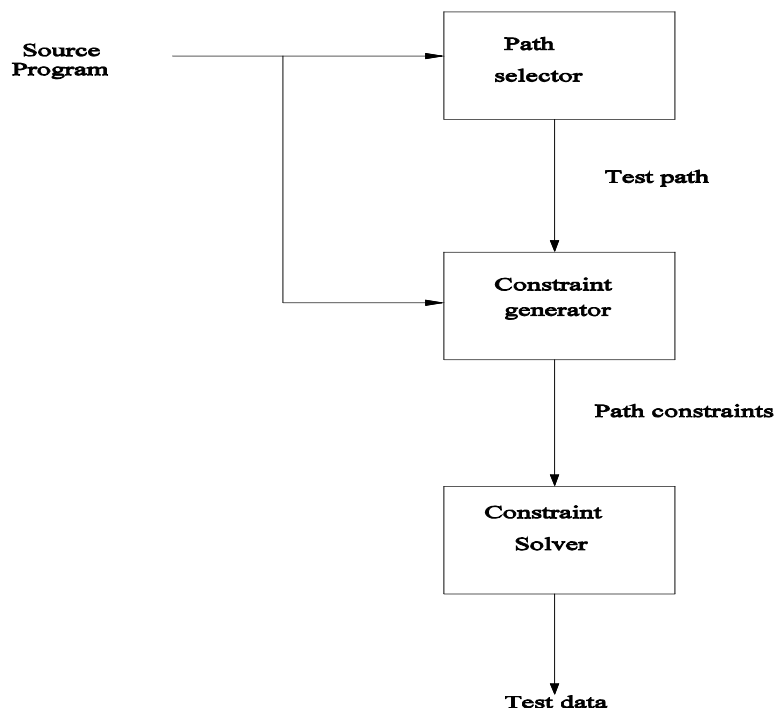 Source
Program
Path
selector
Test path
Constraint
generator
Path constraints
Constraint
Solver
Test data